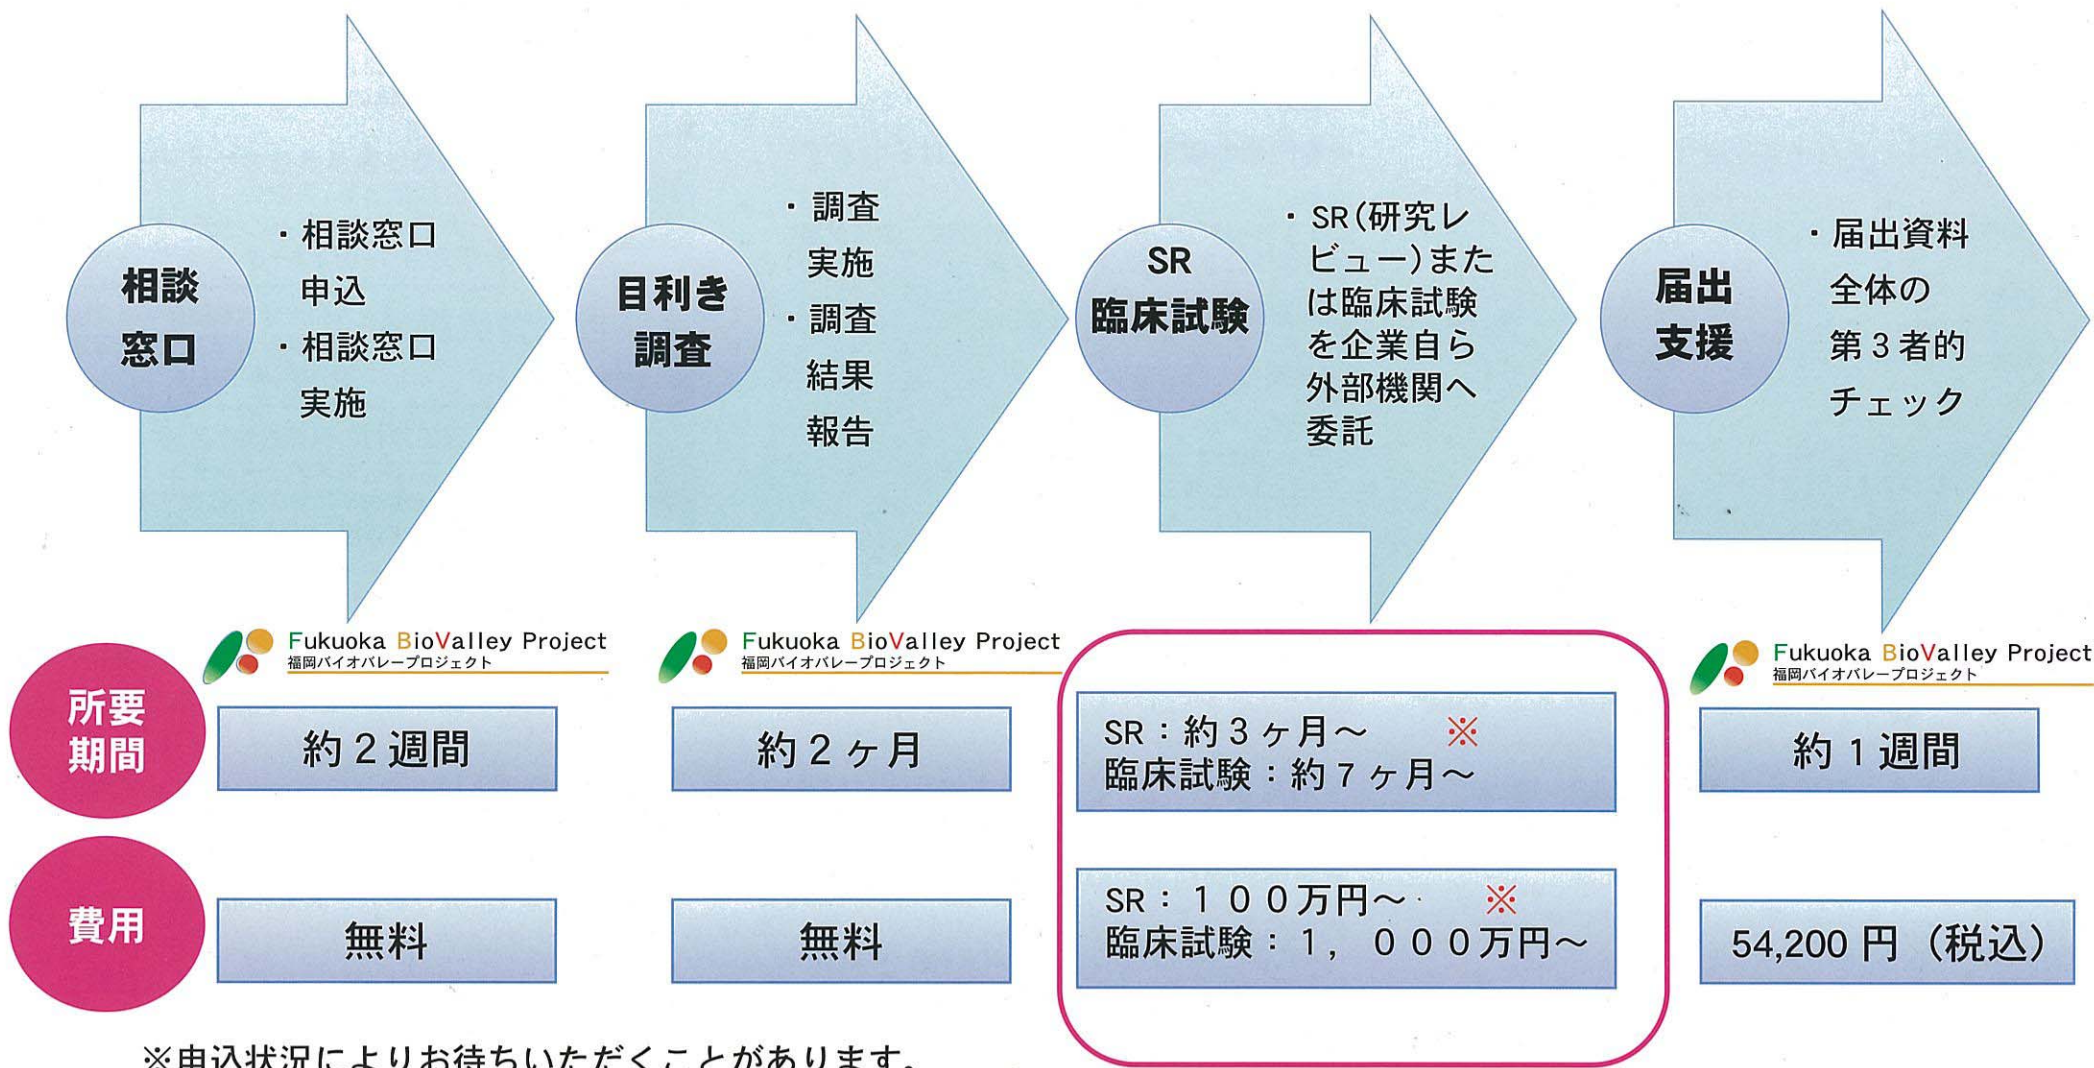 相談
窓口
・相談窓口
申込
・相談窓口
実施
目利き
調査
・調査
実施
・調査
結果
報告
SR
臨床試験
・SR(研究レ
ビュー)また
は臨床試験
を企業自ら
外部機関へ
委託
届出
支援
・届出資料
全体の
第3者的
チェック
Fukuoka BioValley Project
福岡バイオバレープロジェクト
Fukuoka BioValley Project
福岡バイオバレープロジェクト
Fukuoka BioValley Project
福岡バイオバレープロジェクト
所要
期間
約2週間
約2ヶ月
SR：約3ヶ月～ ※
臨床試験：約7ヶ月～
約1週間
費用
無料
無料
SR：１００万円～ ※
臨床試験：１，０００万円～
54,200 円（税込）
※申込状況によりお待ちいただくことがあります。